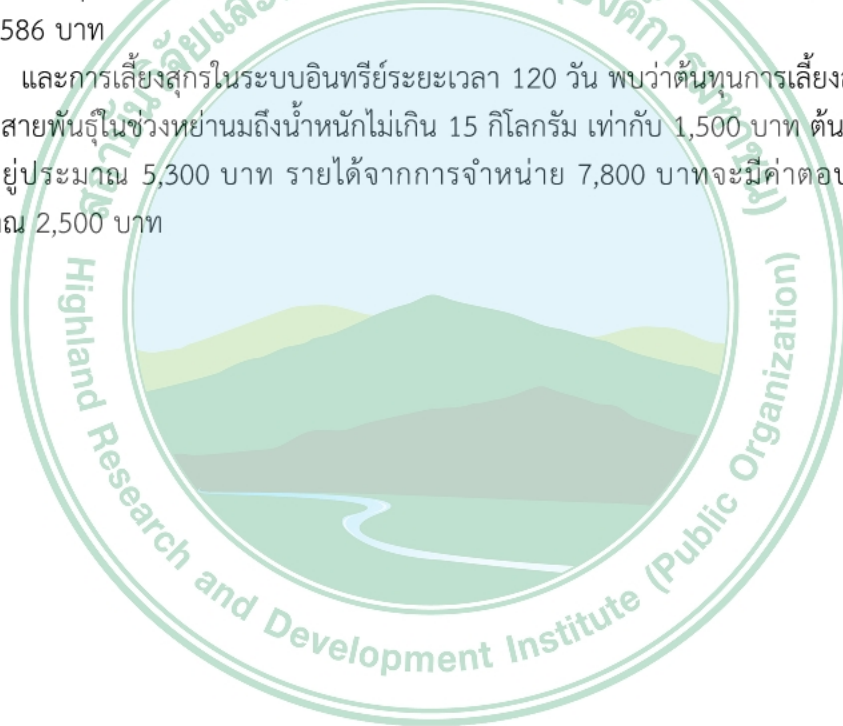 586 บาท
และการเลี้ยงสุกรในระบบอินทรีย์ระยะเวลา 120 วัน พบว่าต้นทุนการเลี้ยง
สายพันธุ์ในช่วงหย่านมถึงน้ำหนักไม่เกิน 15 กิโลกรัม เท่ากับ 1,500 บาท ต้น
ยู่ประมาณ 5,300 บาท รายได้จากการจำหน่าย 7,800 บาทจะมีค่าตอบ
ณ 2,500 บาท
Highland Research and Development Institute (Public Organization)